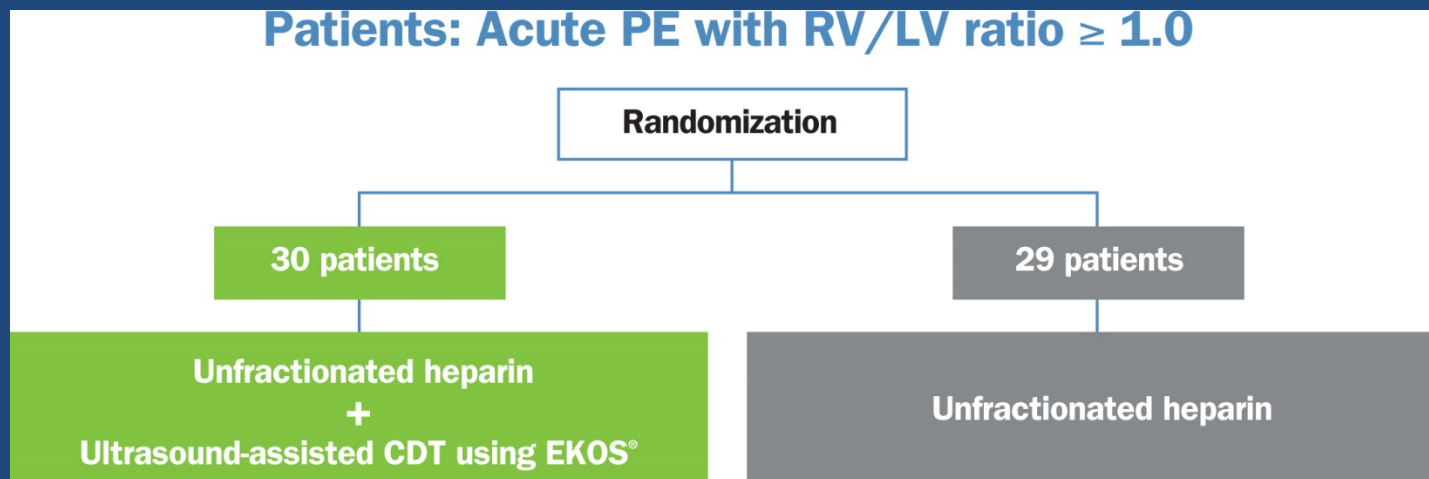 Patients: Acute PE with RV/LV ratio ≥ 1.0
Randomization
30 patients
29 patients
Unfractionated heparin
+
Ultrasound-assisted CDT using EKOS®
Unfractionated heparin